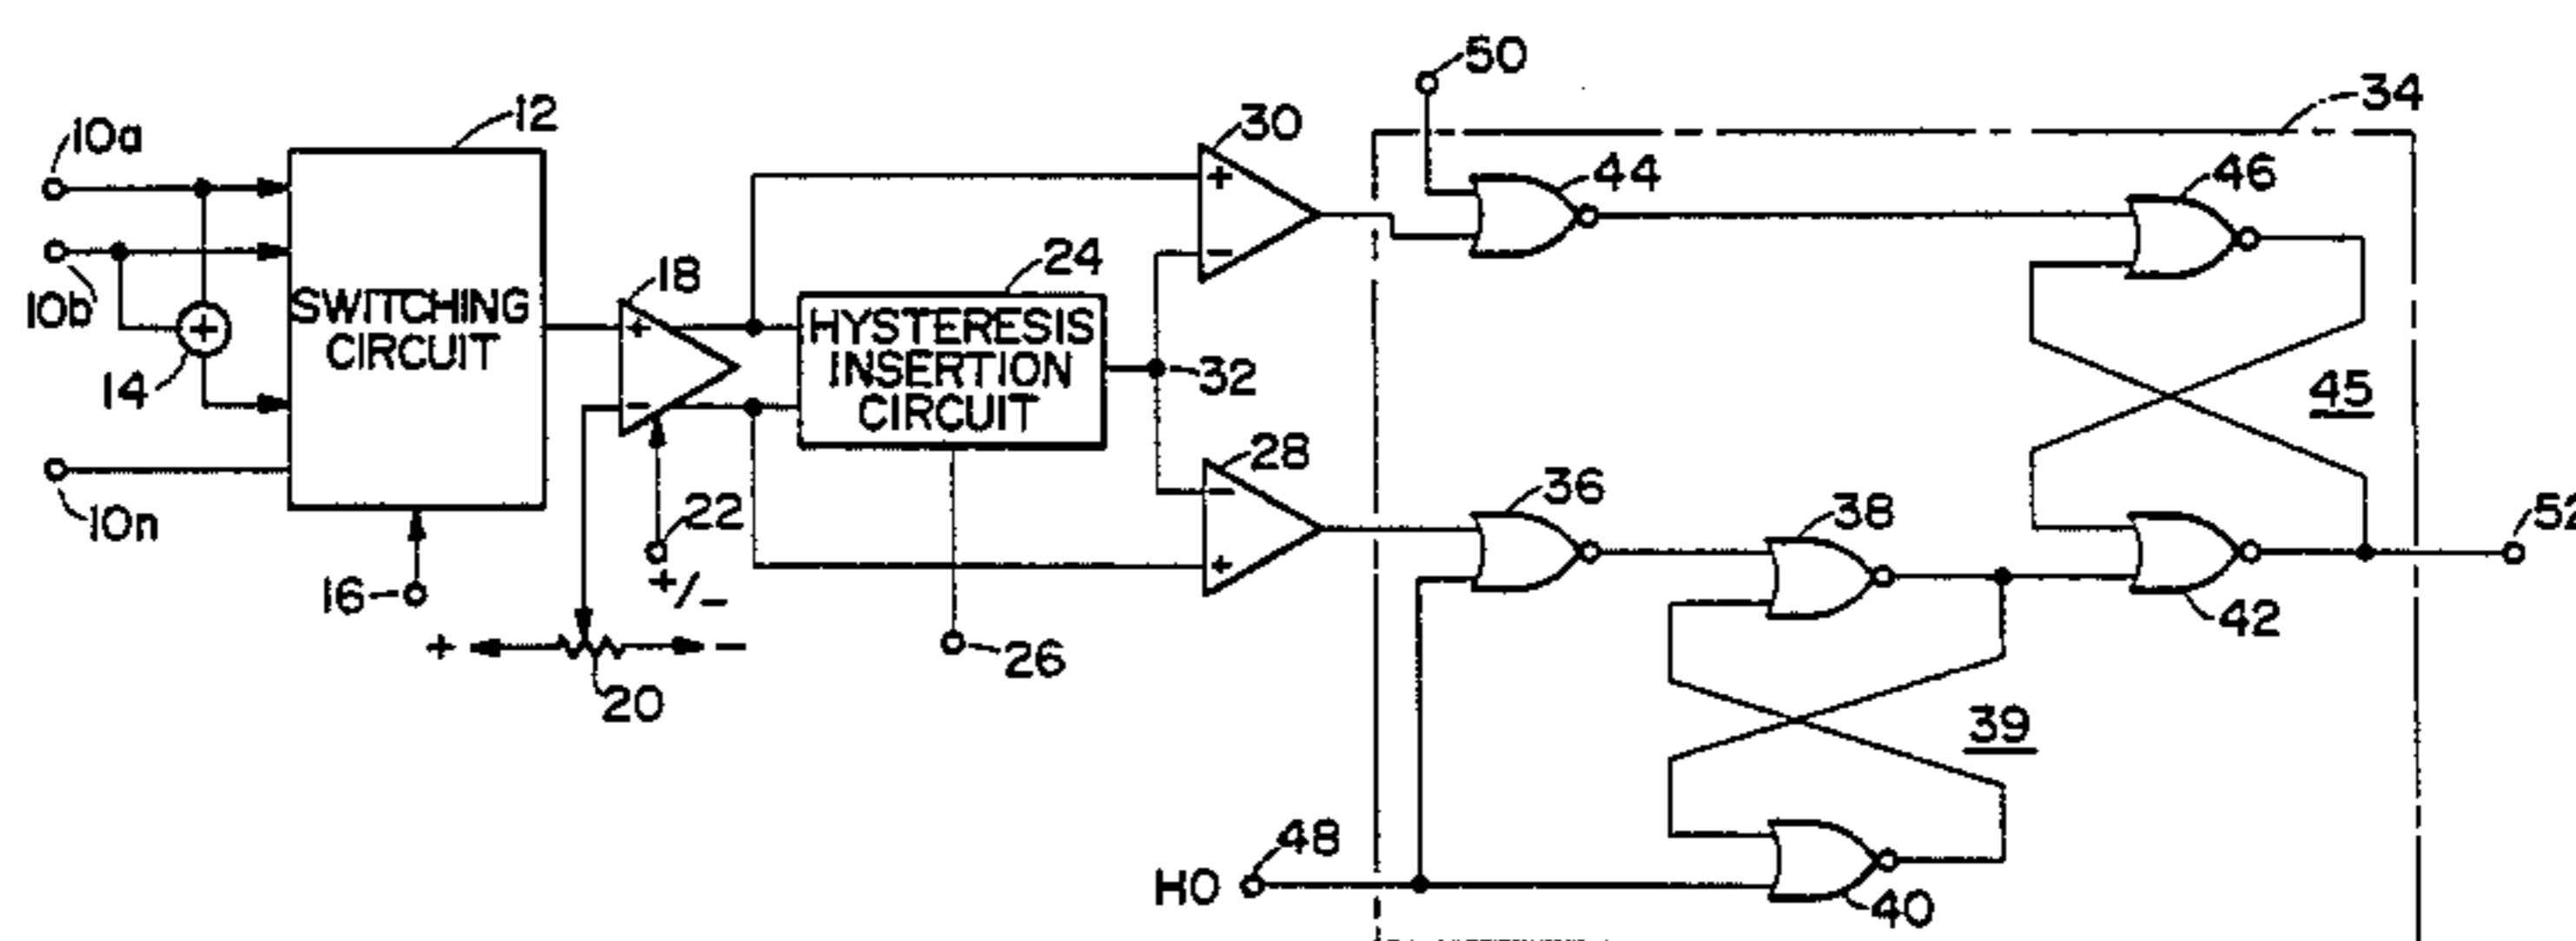 50
34
12
10a
30
44
46
10b
24
18
SWITCHING
CIRCUIT
HYSTERESIS
INSERTION
CIRCUIT
32
14
45
28
36
38
10n
22
+/-
52
16
42
+
-
26
20
39
48
HO
40